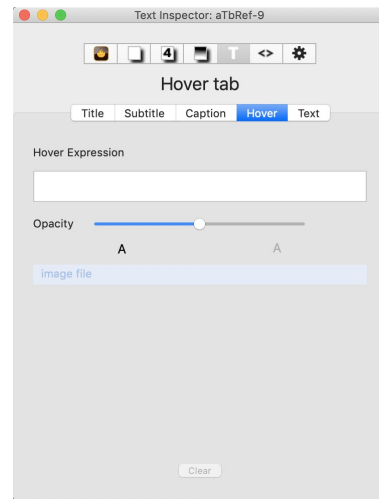 Text Inspector: aTbRef-9
4 T <>
Hover tab
Title Subtitle Caption Hover Text
Hover Expression
Opacity
A A
image file
Clear